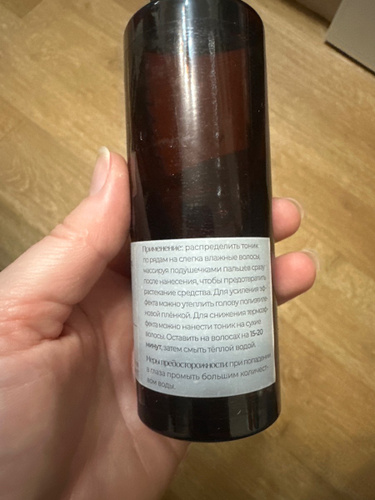 Применение: распределить тоник
по рядам на слегка влажные волосы,
массируя подушечками пальцев сразу
после нанесения, чтобы предотвратить
растекание средства. Для усиления эф-
фекта можно утеплить голову полиэтиле-
новой плёнкой. Для снижения термоэф-
фекта можно нанести тоник на сухие
волосы. Оставить на волосах на 15-20
минут, затем смыть тёплой водой.
Меры предосторожности: при попадании
в глаза промыть большим количест-
вом воды.